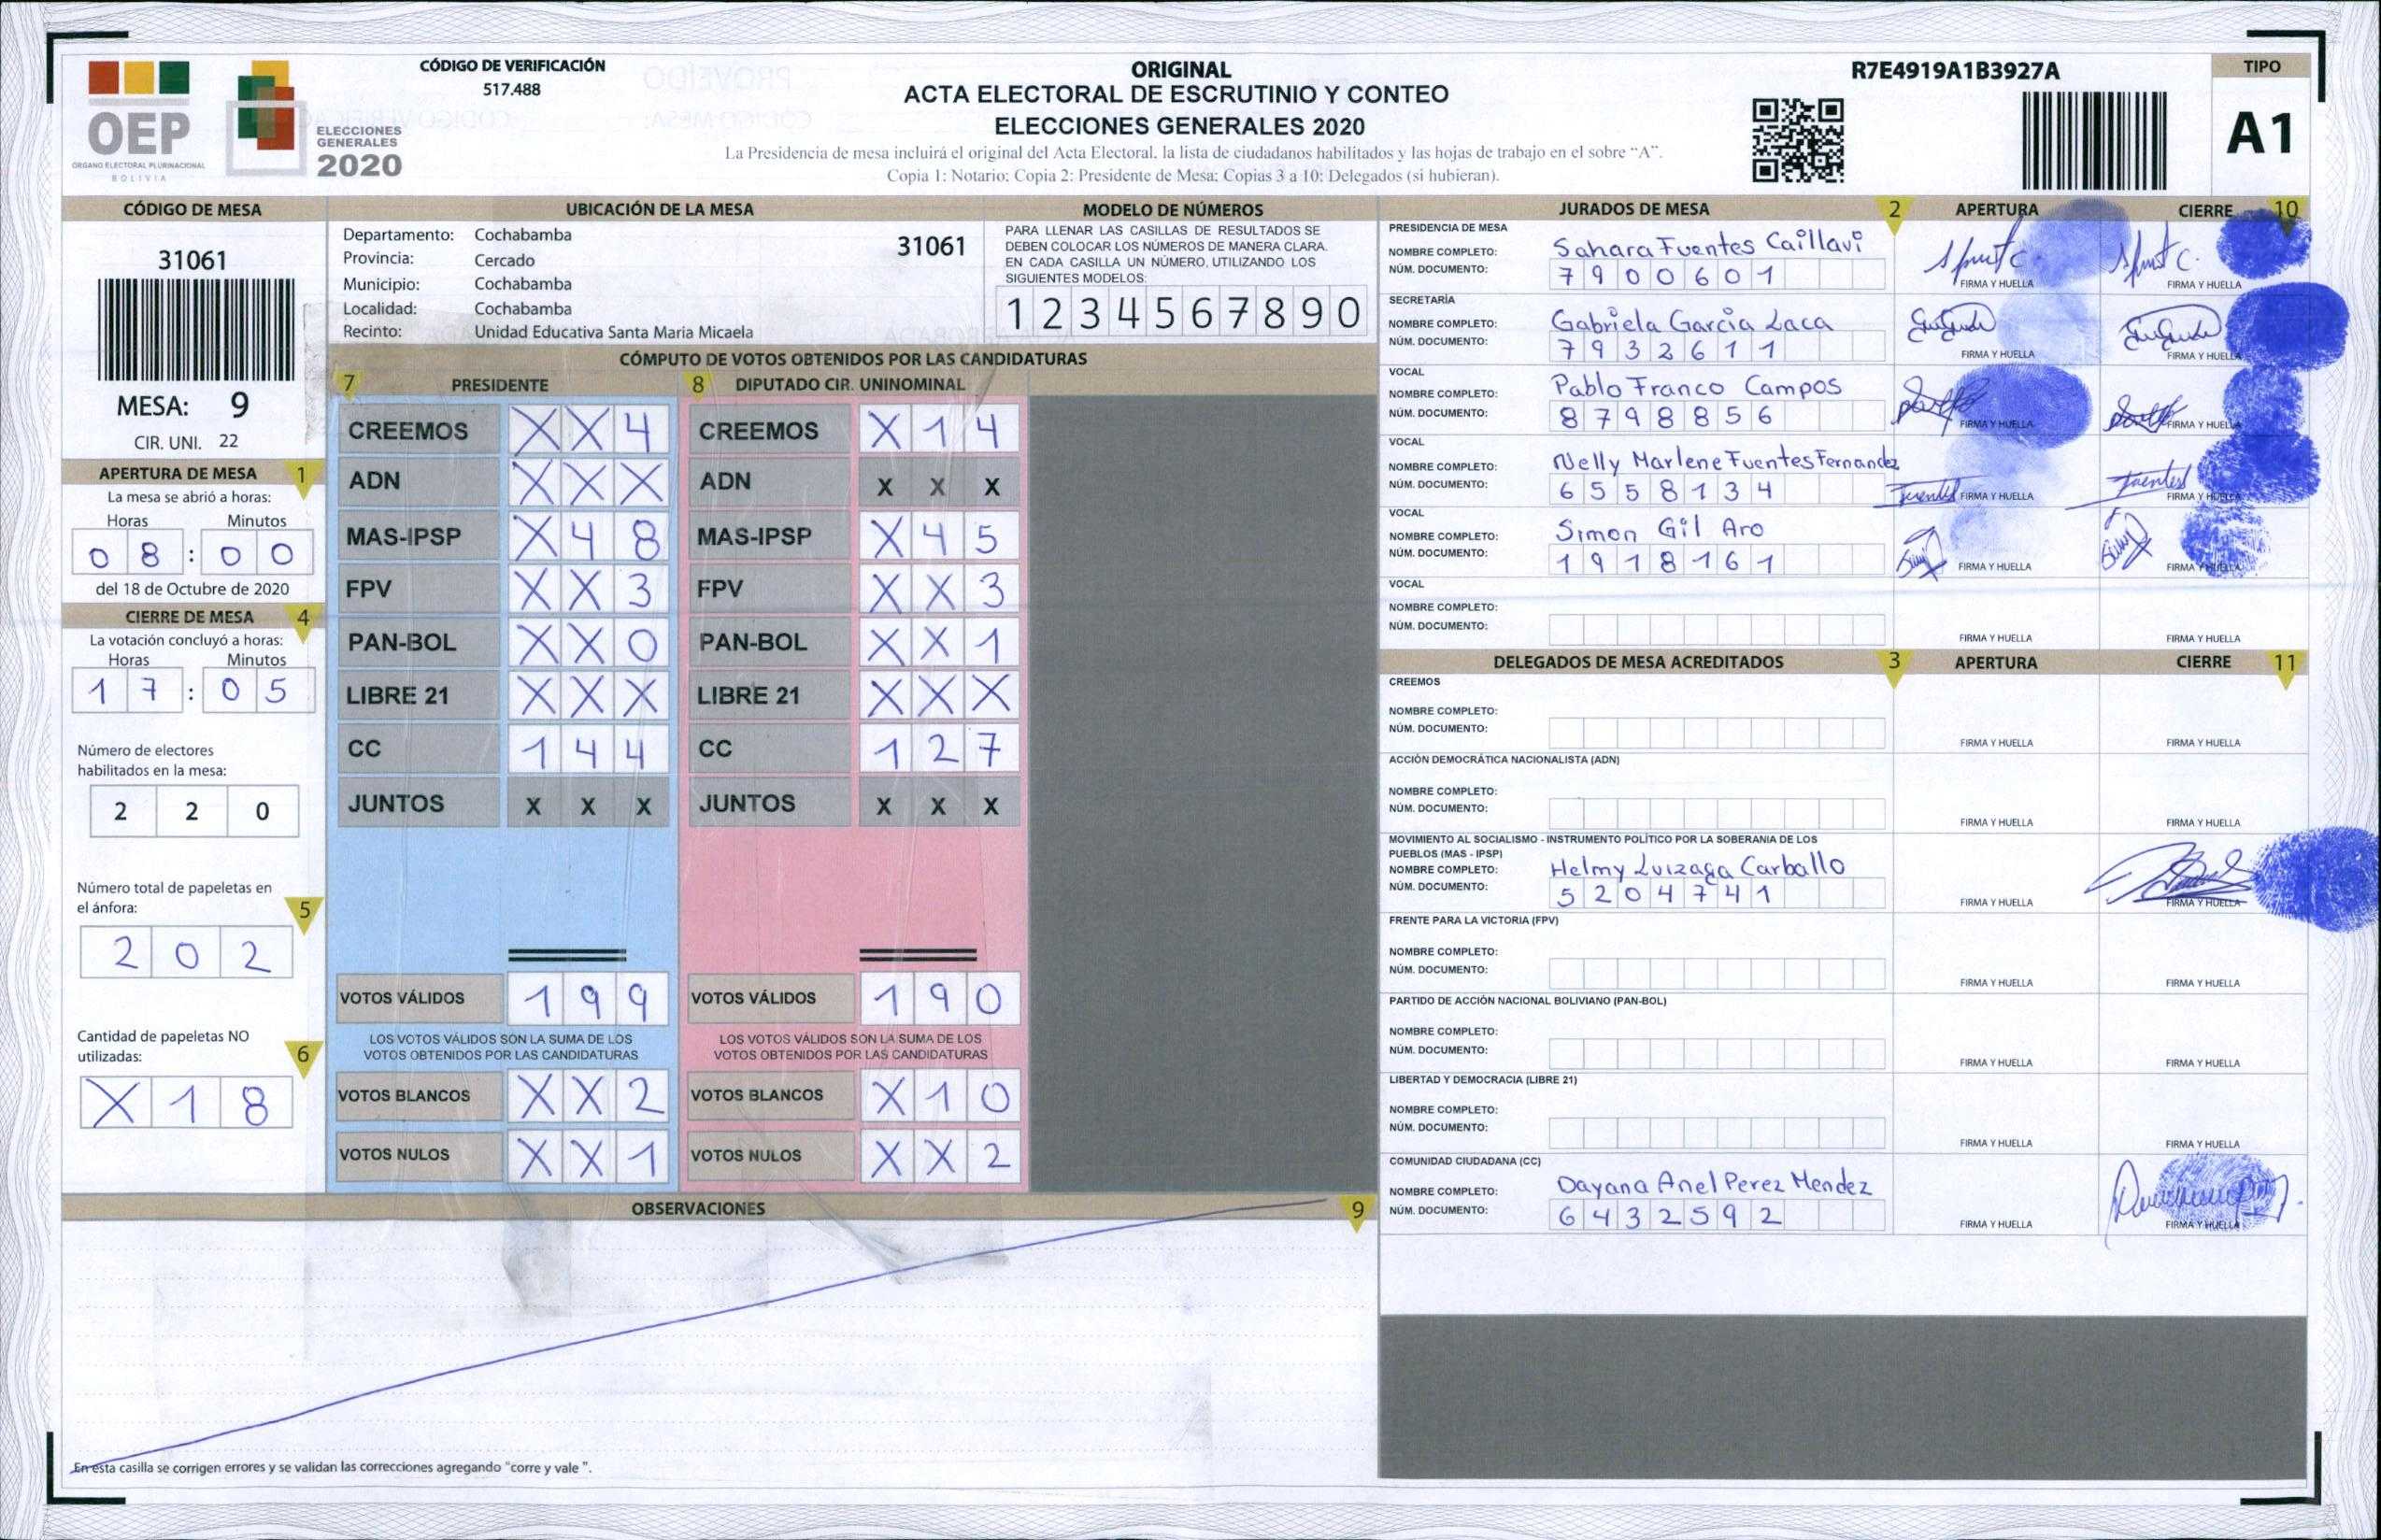 OEP
ORGANO ELECTORAL PLURINACIONAL
BOLIVIA
ELECCIONES
GENERALES
2020
CÓDIGO DE VERIFICACIÓN
517.488
ORIGINAL
ACTA ELECTORAL DE ESCRUTINIO Y CONTEO
ELECCIONES GENERALES 2020
La Presidencia de mesa incluirá el original del Acta Electoral, la lista de ciudadanos habilitados y las hojas de trabajo en el sobre "A".
Copia 1: Notario; Copia 2: Presidente de Mesa; Copias 3 a 10: Delegados (si hubieran).
R7E4919A1B3927A
TIPO
A1
CÓDIGO DE MESA
31061
MESA: 9
CIR. UNI. 22
APERTURA DE MESA 1
La mesa se abrió a horas:
Horas Minutos
0 8 : 0 0
del 18 de Octubre de 2020
CIERRE DE MESA 4
La votación concluyó a horas:
Horas Minutos
1 7 : 0 5
Número de electores
habilitados en la mesa:
2 2 0
Número total de papeletas en
el ánfora: 5
2 0 2
Cantidad de papeletas NO
utilizadas: 6
X 1 8
UBICACIÓN DE LA MESA
Departamento: Cochabamba
Provincia: Cercado
Municipio: Cochabamba
Localidad: Cochabamba
Recinto: Unidad Educativa Santa Maria Micaela
31061
MODELO DE NÚMEROS
PARA LLENAR LAS CASILLAS DE RESULTADOS SE
DEBEN COLOCAR LOS NÚMEROS DE MANERA CLARA.
EN CADA CASILLA UN NÚMERO, UTILIZANDO LOS
SIGUIENTES MODELOS:
1 2 3 4 5 6 7 8 9 0
CÓMPUTO DE VOTOS OBTENIDOS POR LAS CANDIDATURAS
7 PRESIDENTE 8 DIPUTADO CIR. UNINOMINAL
CREEMOS X X 4 CREEMOS X 1 4
ADN X X X ADN X X X
MAS-IPSP X 4 8 MAS-IPSP X 4 5
FPV X X 3 FPV X X 3
PAN-BOL X X 0 PAN-BOL X X 1
LIBRE 21 X X X LIBRE 21 X X X
CC 1 4 4 CC 1 2 7
JUNTOS X X X JUNTOS X X X
VOTOS VÁLIDOS 1 9 9 VOTOS VÁLIDOS 1 9 0
LOS VOTOS VÁLIDOS SON LA SUMA DE LOS LOS VOTOS VÁLIDOS SON LA SUMA DE LOS
VOTOS OBTENIDOS POR LAS CANDIDATURAS VOTOS OBTENIDOS POR LAS CANDIDATURAS
VOTOS BLANCOS X X 2 VOTOS BLANCOS X 1 0
VOTOS NULOS X X 1 VOTOS NULOS X X 2
OBSERVACIONES 9
En esta casilla se corrigen errores y se validan las correcciones agregando "corre y vale ".
JURADOS DE MESA 2 APERTURA CIERRE 10
PRESIDENCIA DE MESA
NOMBRE COMPLETO: Sahara Fuentes Caillavi
NÚM. DOCUMENTO: 7 9 0 0 6 0 1
FIRMA Y HUELLA FIRMA Y HUELLA
SECRETARÍA
NOMBRE COMPLETO: Gabriela Garcia Laca
NÚM. DOCUMENTO: 7 9 3 2 6 1 1
FIRMA Y HUELLA FIRMA Y HUELLA
VOCAL
NOMBRE COMPLETO: Pablo Franco Campos
NÚM. DOCUMENTO: 8 7 9 8 8 5 6
FIRMA Y HUELLA FIRMA Y HUELLA
VOCAL
NOMBRE COMPLETO: Nelly Marlene Fuentes Fernandez
NÚM. DOCUMENTO: 6 5 5 8 1 3 4
FIRMA Y HUELLA FIRMA Y HUELLA
VOCAL
NOMBRE COMPLETO: Simon Gil Aro
NÚM. DOCUMENTO: 1 9 1 8 1 6 1
FIRMA Y HUELLA FIRMA Y HUELLA
VOCAL
NOMBRE COMPLETO:
NÚM. DOCUMENTO:
FIRMA Y HUELLA FIRMA Y HUELLA
DELEGADOS DE MESA ACREDITADOS 3 APERTURA CIERRE 11
CREEMOS
NOMBRE COMPLETO:
NÚM. DOCUMENTO:
FIRMA Y HUELLA FIRMA Y HUELLA
ACCIÓN DEMOCRÁTICA NACIONALISTA (ADN)
NOMBRE COMPLETO:
NÚM. DOCUMENTO:
FIRMA Y HUELLA FIRMA Y HUELLA
MOVIMIENTO AL SOCIALISMO - INSTRUMENTO POLÍTICO POR LA SOBERANIA DE LOS
PUEBLOS (MAS - IPSP)
NOMBRE COMPLETO: Helmy Luizaga Carballo
NÚM. DOCUMENTO: 5 2 0 4 7 4 1
FIRMA Y HUELLA FIRMA Y HUELLA
FRENTE PARA LA VICTORIA (FPV)
NOMBRE COMPLETO:
NÚM. DOCUMENTO:
FIRMA Y HUELLA FIRMA Y HUELLA
PARTIDO DE ACCIÓN NACIONAL BOLIVIANO (PAN-BOL)
NOMBRE COMPLETO:
NÚM. DOCUMENTO:
FIRMA Y HUELLA FIRMA Y HUELLA
LIBERTAD Y DEMOCRACIA (LIBRE 21)
NOMBRE COMPLETO:
NÚM. DOCUMENTO:
FIRMA Y HUELLA FIRMA Y HUELLA
COMUNIDAD CIUDADANA (CC)
NOMBRE COMPLETO: Dayana Anel Perez Mendez
NÚM. DOCUMENTO: 6 4 3 2 5 9 2
FIRMA Y HUELLA FIRMA Y HUELLA